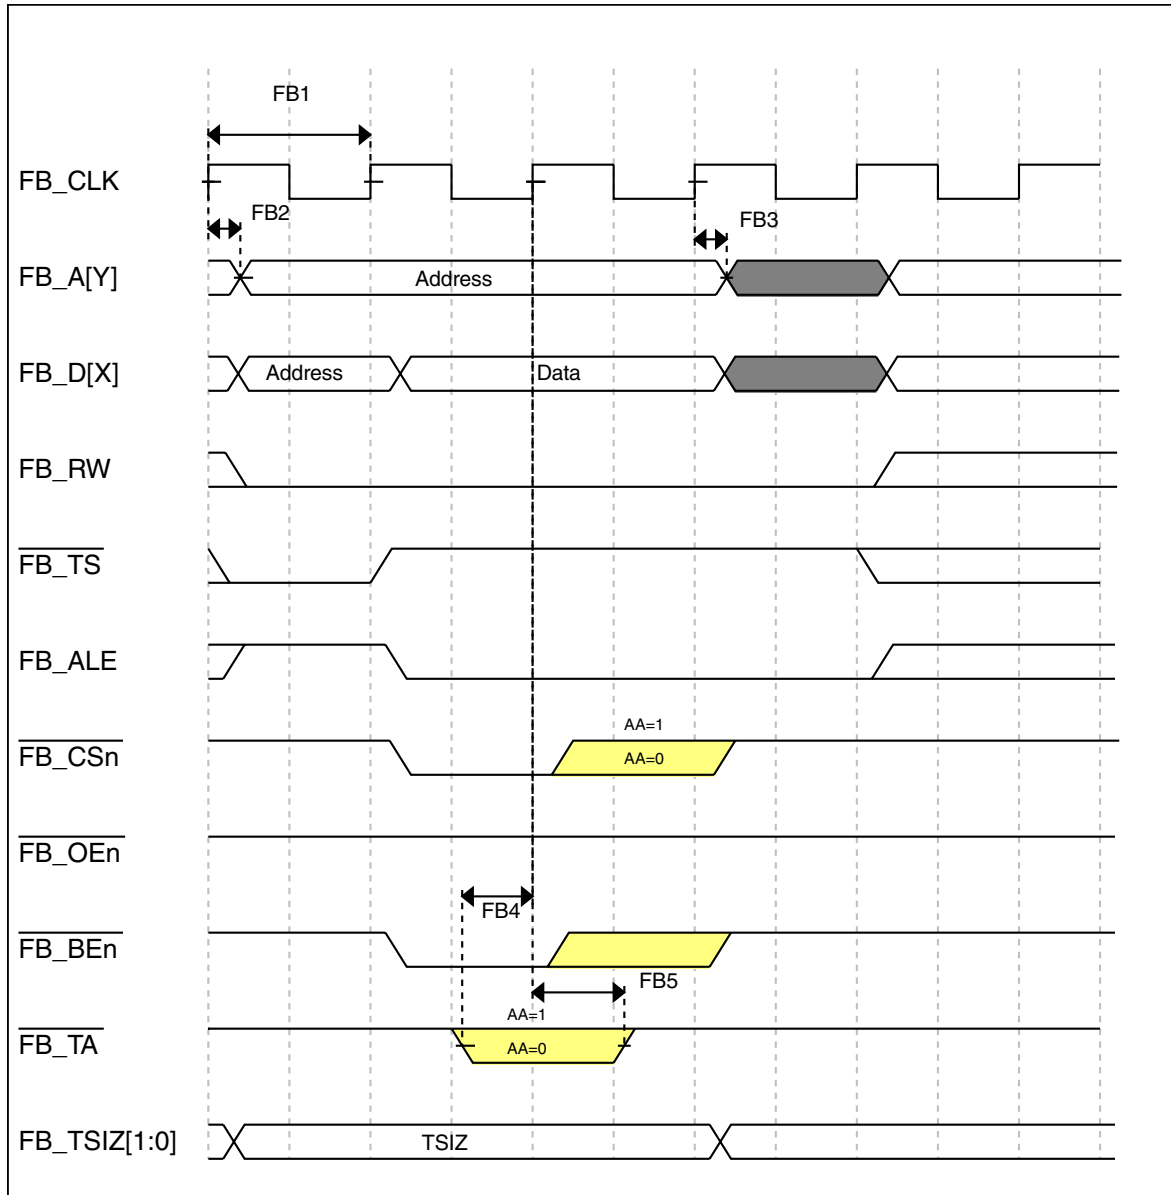 FB1
FB_CLK
FB2
FB3
FB_A[Y]
Address
FB_D[X]
Address
Data
FB_RW
FB_TS
FB_ALE
AA=1
FB_CSn
AA=0
FB_OEn
FB4
FB_BEn
FB5
AA=1
FB_TA
AA=0
FB_TSIZ[1:0]
TSIZ